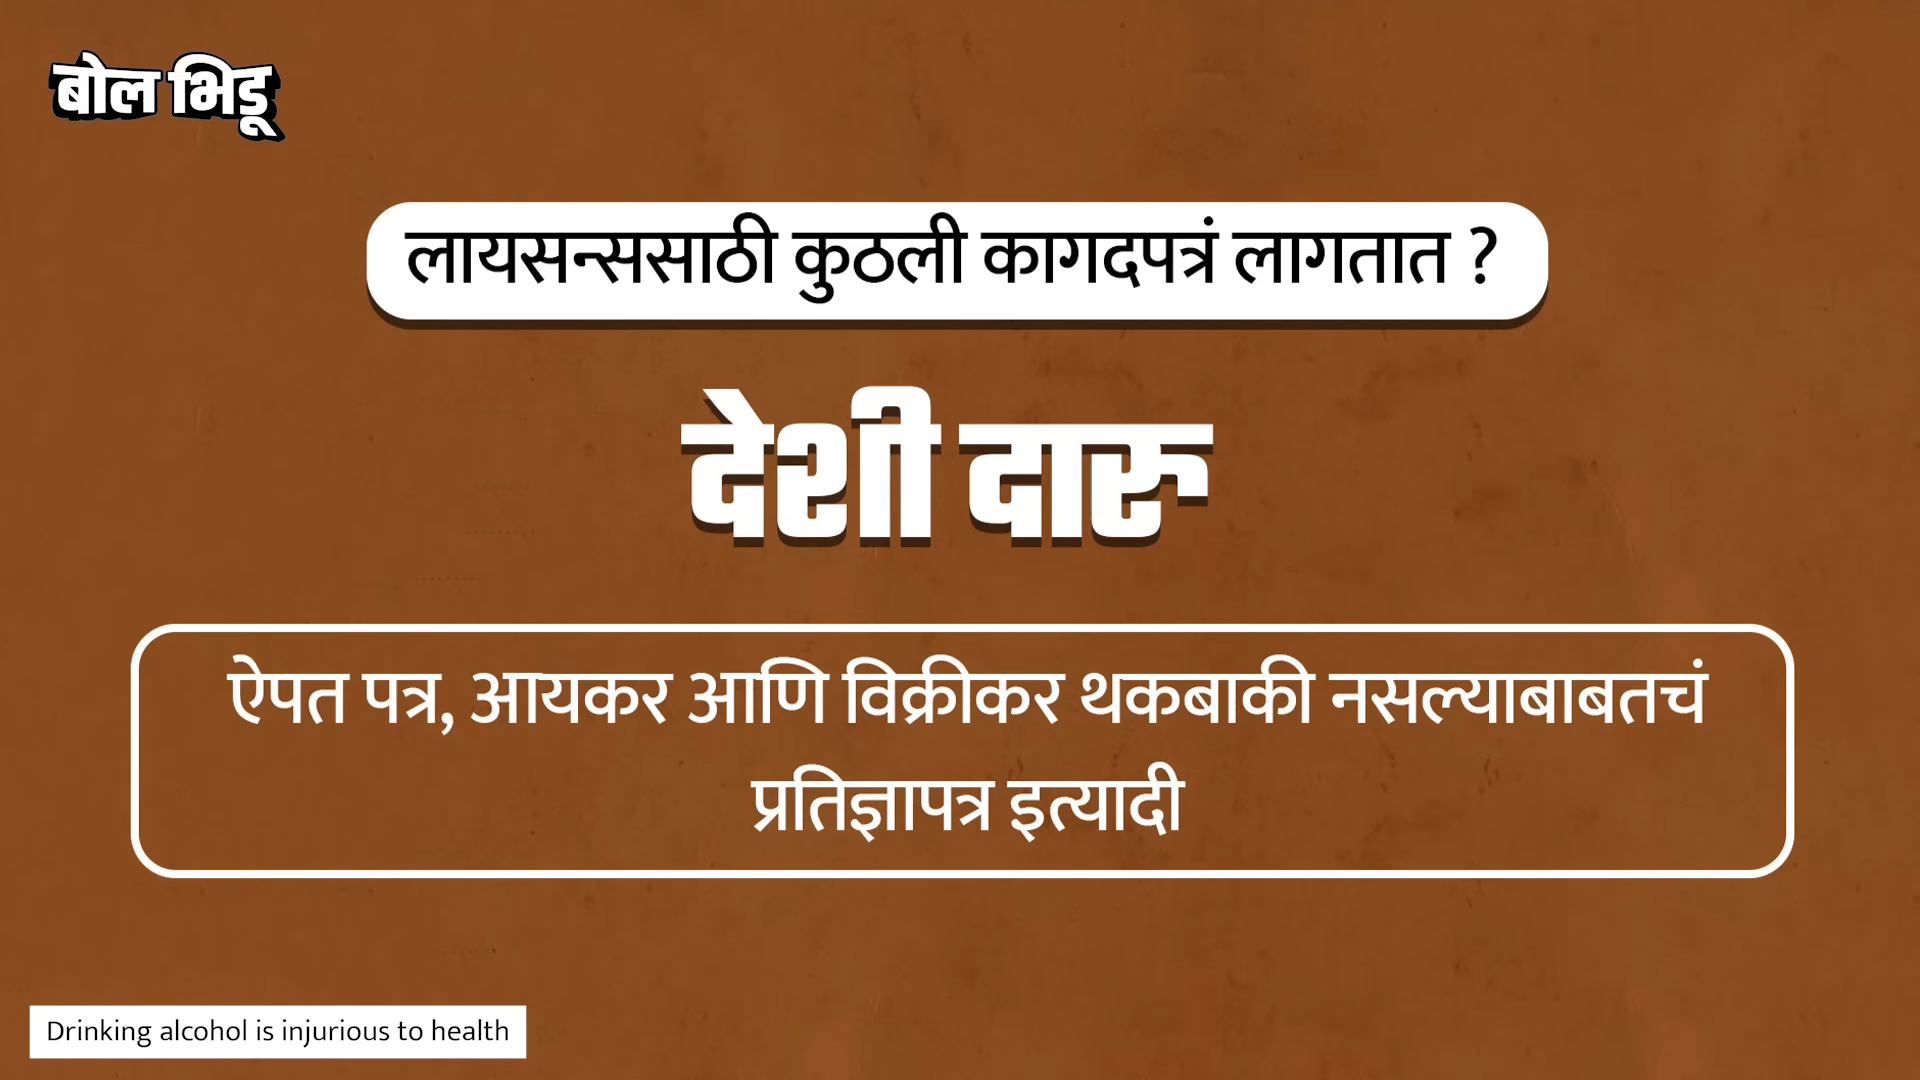 बोल भिडू
लायसन्ससाठी कुठली कागदपत्रं लागतात ?
देशी दारु
ऐपत पत्र, आयकर आणि विक्रीकर थकबाकी नसल्याबाबतचं
प्रतिज्ञापत्र इत्यादी
Drinking alcohol is injurious to health